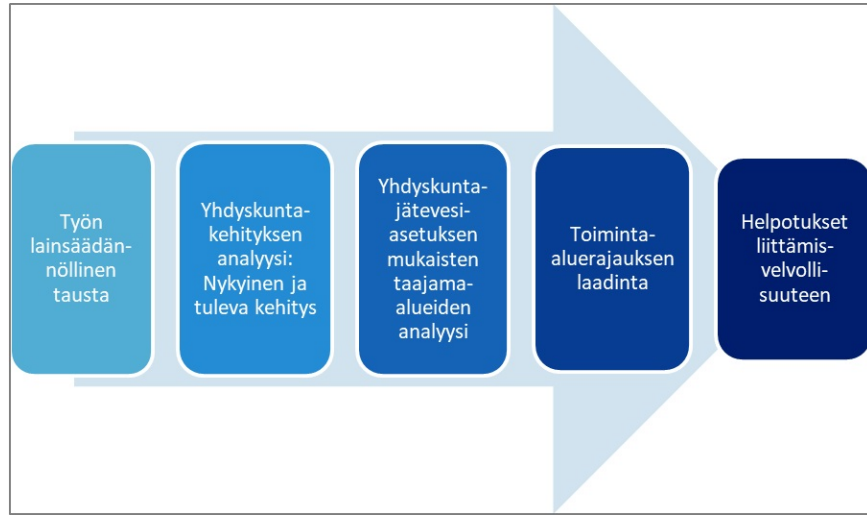 Työn
lainsäädän-
nöllinen
tausta
Yhdyskunta-
kehityksen
analyysi:
Nykyinen ja
tuleva kehitys
Yhdyskunta-
jätevesi-
asetuksen
mukaisten
taajama-
alueiden
analyysi
Toiminta-
aluerajauksen
laadinta
Helpotukset
liittämis-
velvolli-
suuteen